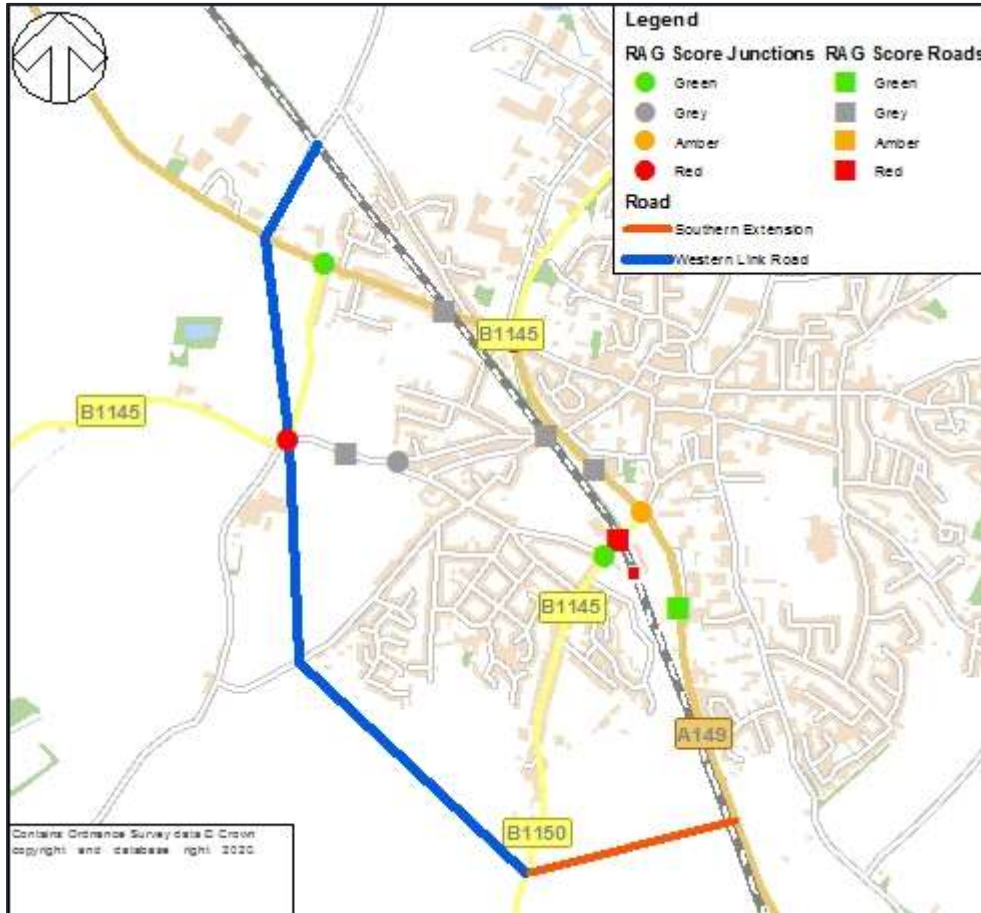 Legend
RAG Score Junctions RAG Score Roads
Green Green
Grey Grey
Amber Amber
Red Red
Road
Southern Extension
Western Link Road
B1145
B1145
B1145
A149
B1150
Contains Ordnance Survey data © Crown
copyright and database right 2020.